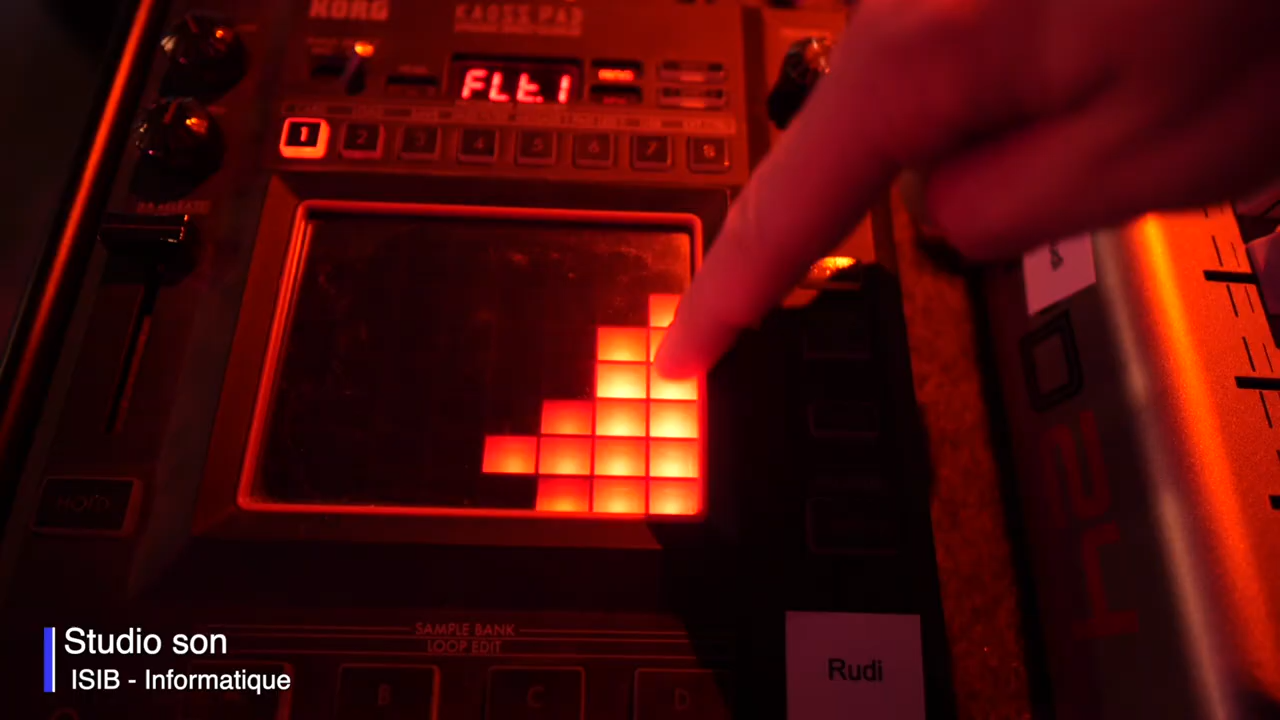 KORG
KAOSS PAD
FLt.1
1 2 3 4 5 6 7 8
HOLD
SAMPLE BANK
LOOP EDIT
B C D
Rudi
Studio son
ISIB - Informatique